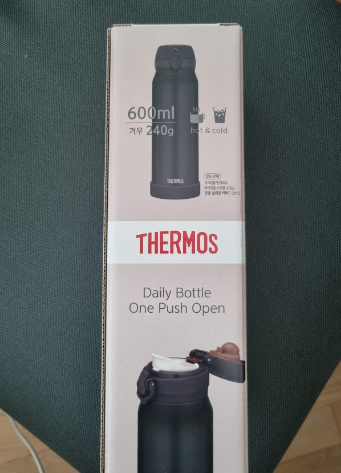 600ml
겨우 240g
hot & cold
THERMOS
THERMOS
Daily Bottle
One Push Open